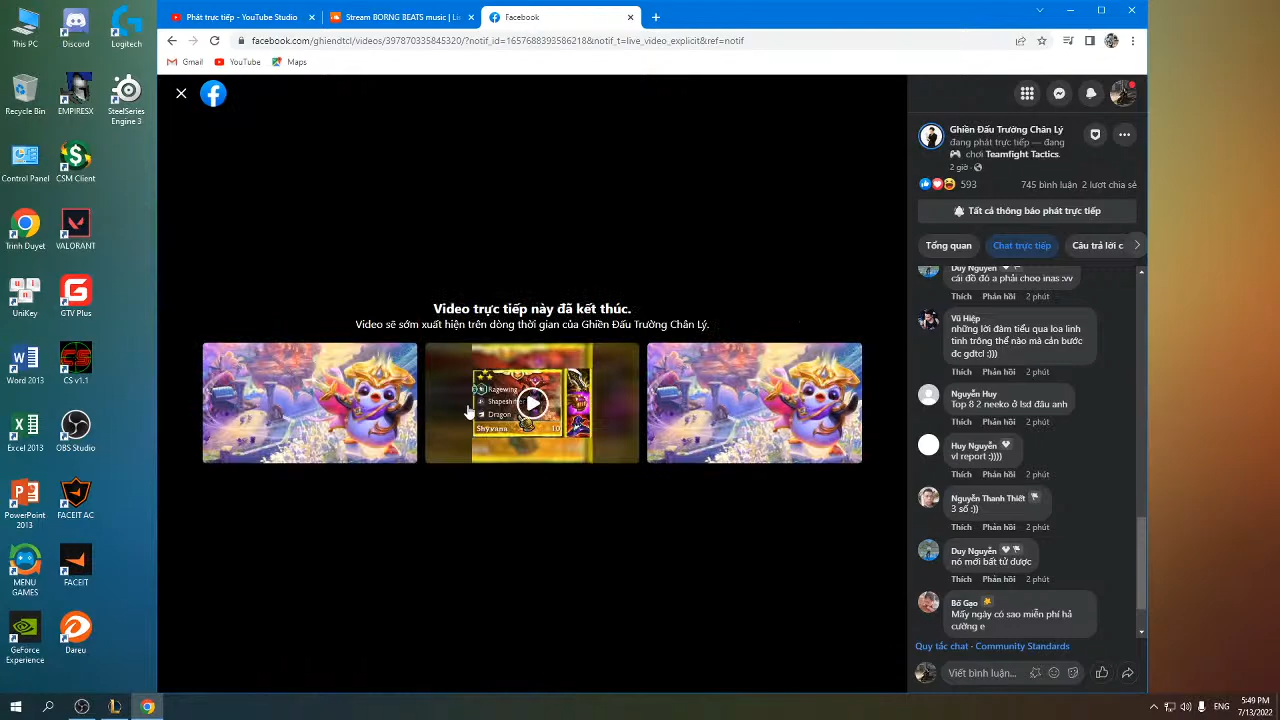 This PC
Discord
Logitech
Recycle Bin
EMPIRESX
SteelSeries
Engine 3
Control Panel
CSM Client
Trinh Duyet
VALORANT
UniKey
GTV Plus
Word 2013
CS v1.1
Excel 2013
OBS Studio
PowerPoint
2013
FACEIT AC
MENU
GAMES
FACEIT
GeForce
Experience
Dareu
Phát trực tiếp - YouTube Studio
Stream BORNG BEATS music | Li
Facebook
facebook.com/ghiendtcl/videos/397870335845320/?notif_id=1657688393586218&notif_t=live_video_explicit&ref=notif
Gmail
YouTube
Maps
Video trực tiếp này đã kết thúc.
Video sẽ sớm xuất hiện trên dòng thời gian của Ghiền Đấu Trường Chân Lý.
Ragewing
Shapeshifter
Dragon
Shyvana 10
Ghiền Đấu Trường Chân Lý
đang phát trực tiếp — đang
chơi Teamfight Tactics.
2 giờ ·
593
745 bình luận 2 lượt chia sẻ
Tất cả thông báo phát trực tiếp
Tổng quan
Chat trực tiếp
Câu trả lời c
Duy Nguyễn
cái đồ đó a phải choo inas :vv
Thích Phản hồi 2 phút
Vũ Hiệp
những lời đàm tiểu qua loa linh
tinh trông thế nào mà cản bước
đc gdtcl :)))
Thích Phản hồi 2 phút
Nguyễn Huy
Top 8 2 neeko ở lsd đâu anh
Thích Phản hồi 2 phút
Huy Nguyễn
vl report :))))
Thích Phản hồi 2 phút
Nguyễn Thanh Thiết
3 số :))
Thích Phản hồi 2 phút
Duy Nguyễn
nó mới bất tử được
Thích Phản hồi 2 phút
Bố Gạo
Mấy ngày có sao miễn phí hả
cường e
Quy tắc chat · Community Standards
Viết bình luận...
ENG
5:49 PM
7/13/2022